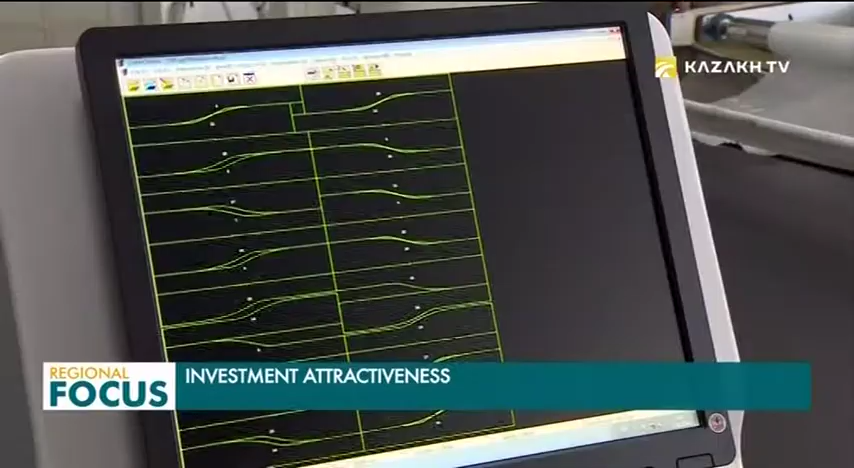 KAZAKH TV
REGIONAL
FOCUS
INVESTMENT ATTRACTIVENESS